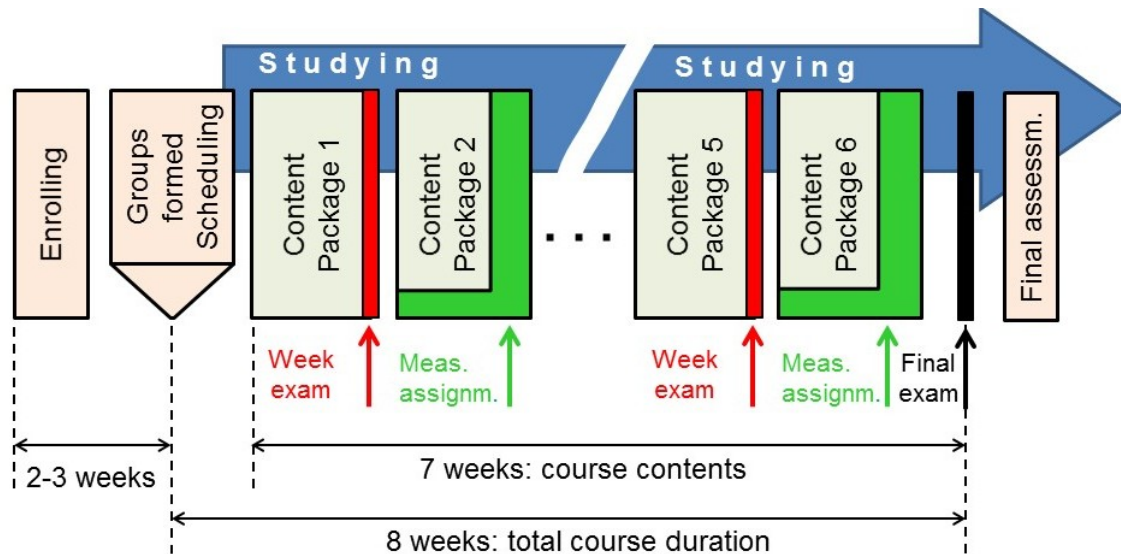 Studying
Studying
Enrolling
Groups
formed
Scheduling
Content
Package 1
Content
Package 2
. . .
Content
Package 5
Content
Package 6
Final assessm.
Week
exam
Meas.
assignm.
Week
exam
Meas.
assignm.
Final
exam
2-3 weeks
7 weeks: course contents
8 weeks: total course duration